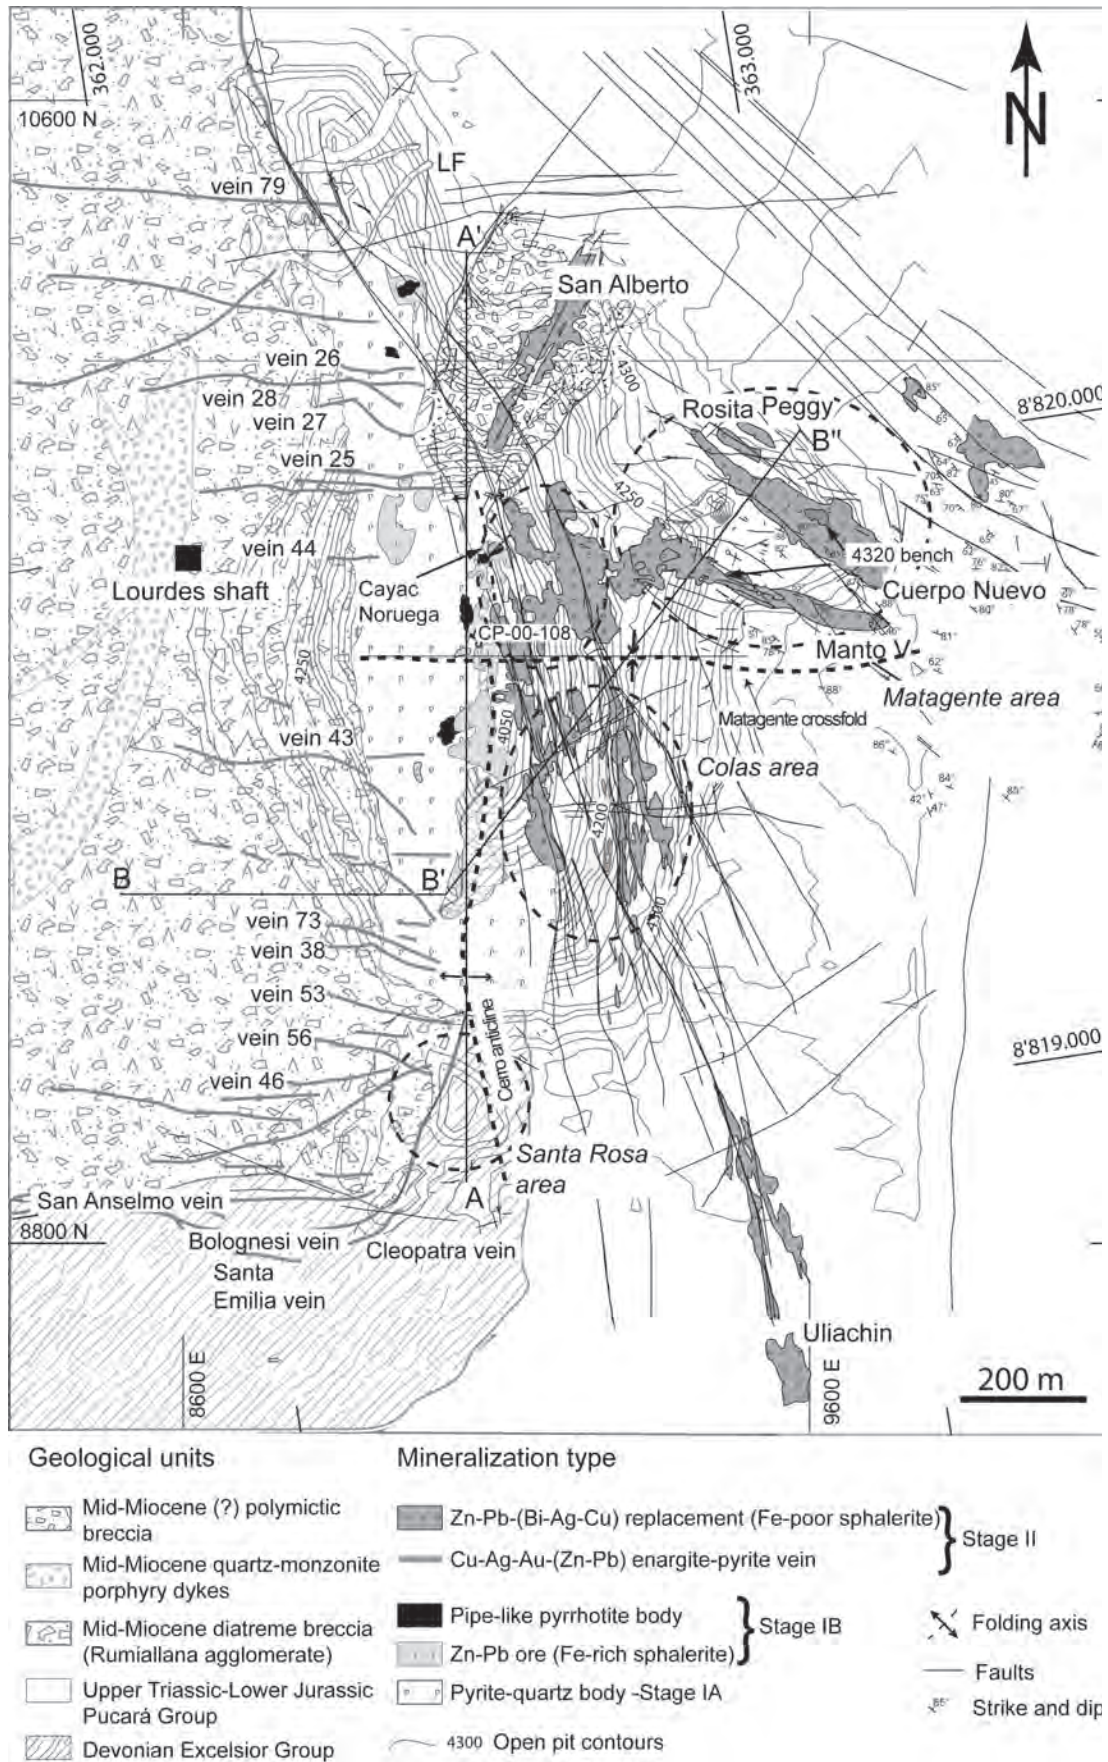 362.000
363.000
10600 N
N
LF
vein 79
A'
San Alberto
4300
vein 26
8'820.000
Rosita Peggy
vein 28
B"
vein 27
vein 25
4250
vein 44
4320 bench
Lourdes shaft
Cayac
Noruega
Cuerpo Nuevo
CP-00-108
Manto V
4250
Matagente area
4050
Matagente crossfold
vein 43
Colas area
4200
B
B'
4300
vein 73
vein 38
vein 53
Cerro anticline
vein 56
8'819.000
vein 46
Santa Rosa
area
San Anselmo vein
A
8800 N
Bolognesi vein
Cleopatra vein
Santa
Emilia vein
Uliachin
8600 E
9600 E
200 m
Geological units
Mid-Miocene (?) polymictic
breccia
Mid-Miocene quartz-monzonite
porphyry dykes
Mid-Miocene diatreme breccia
(Rumiallana agglomerate)
Upper Triassic-Lower Jurassic
Pucará Group
Devonian Excelsior Group
Mineralization type
Zn-Pb-(Bi-Ag-Cu) replacement (Fe-poor sphalerite)
Stage II
Cu-Ag-Au-(Zn-Pb) enargite-pyrite vein
Pipe-like pyrrhotite body
Stage IB
Zn-Pb ore (Fe-rich sphalerite)
Pyrite-quartz body -Stage IA
4300 Open pit contours
Folding axis
Faults
Strike and dip